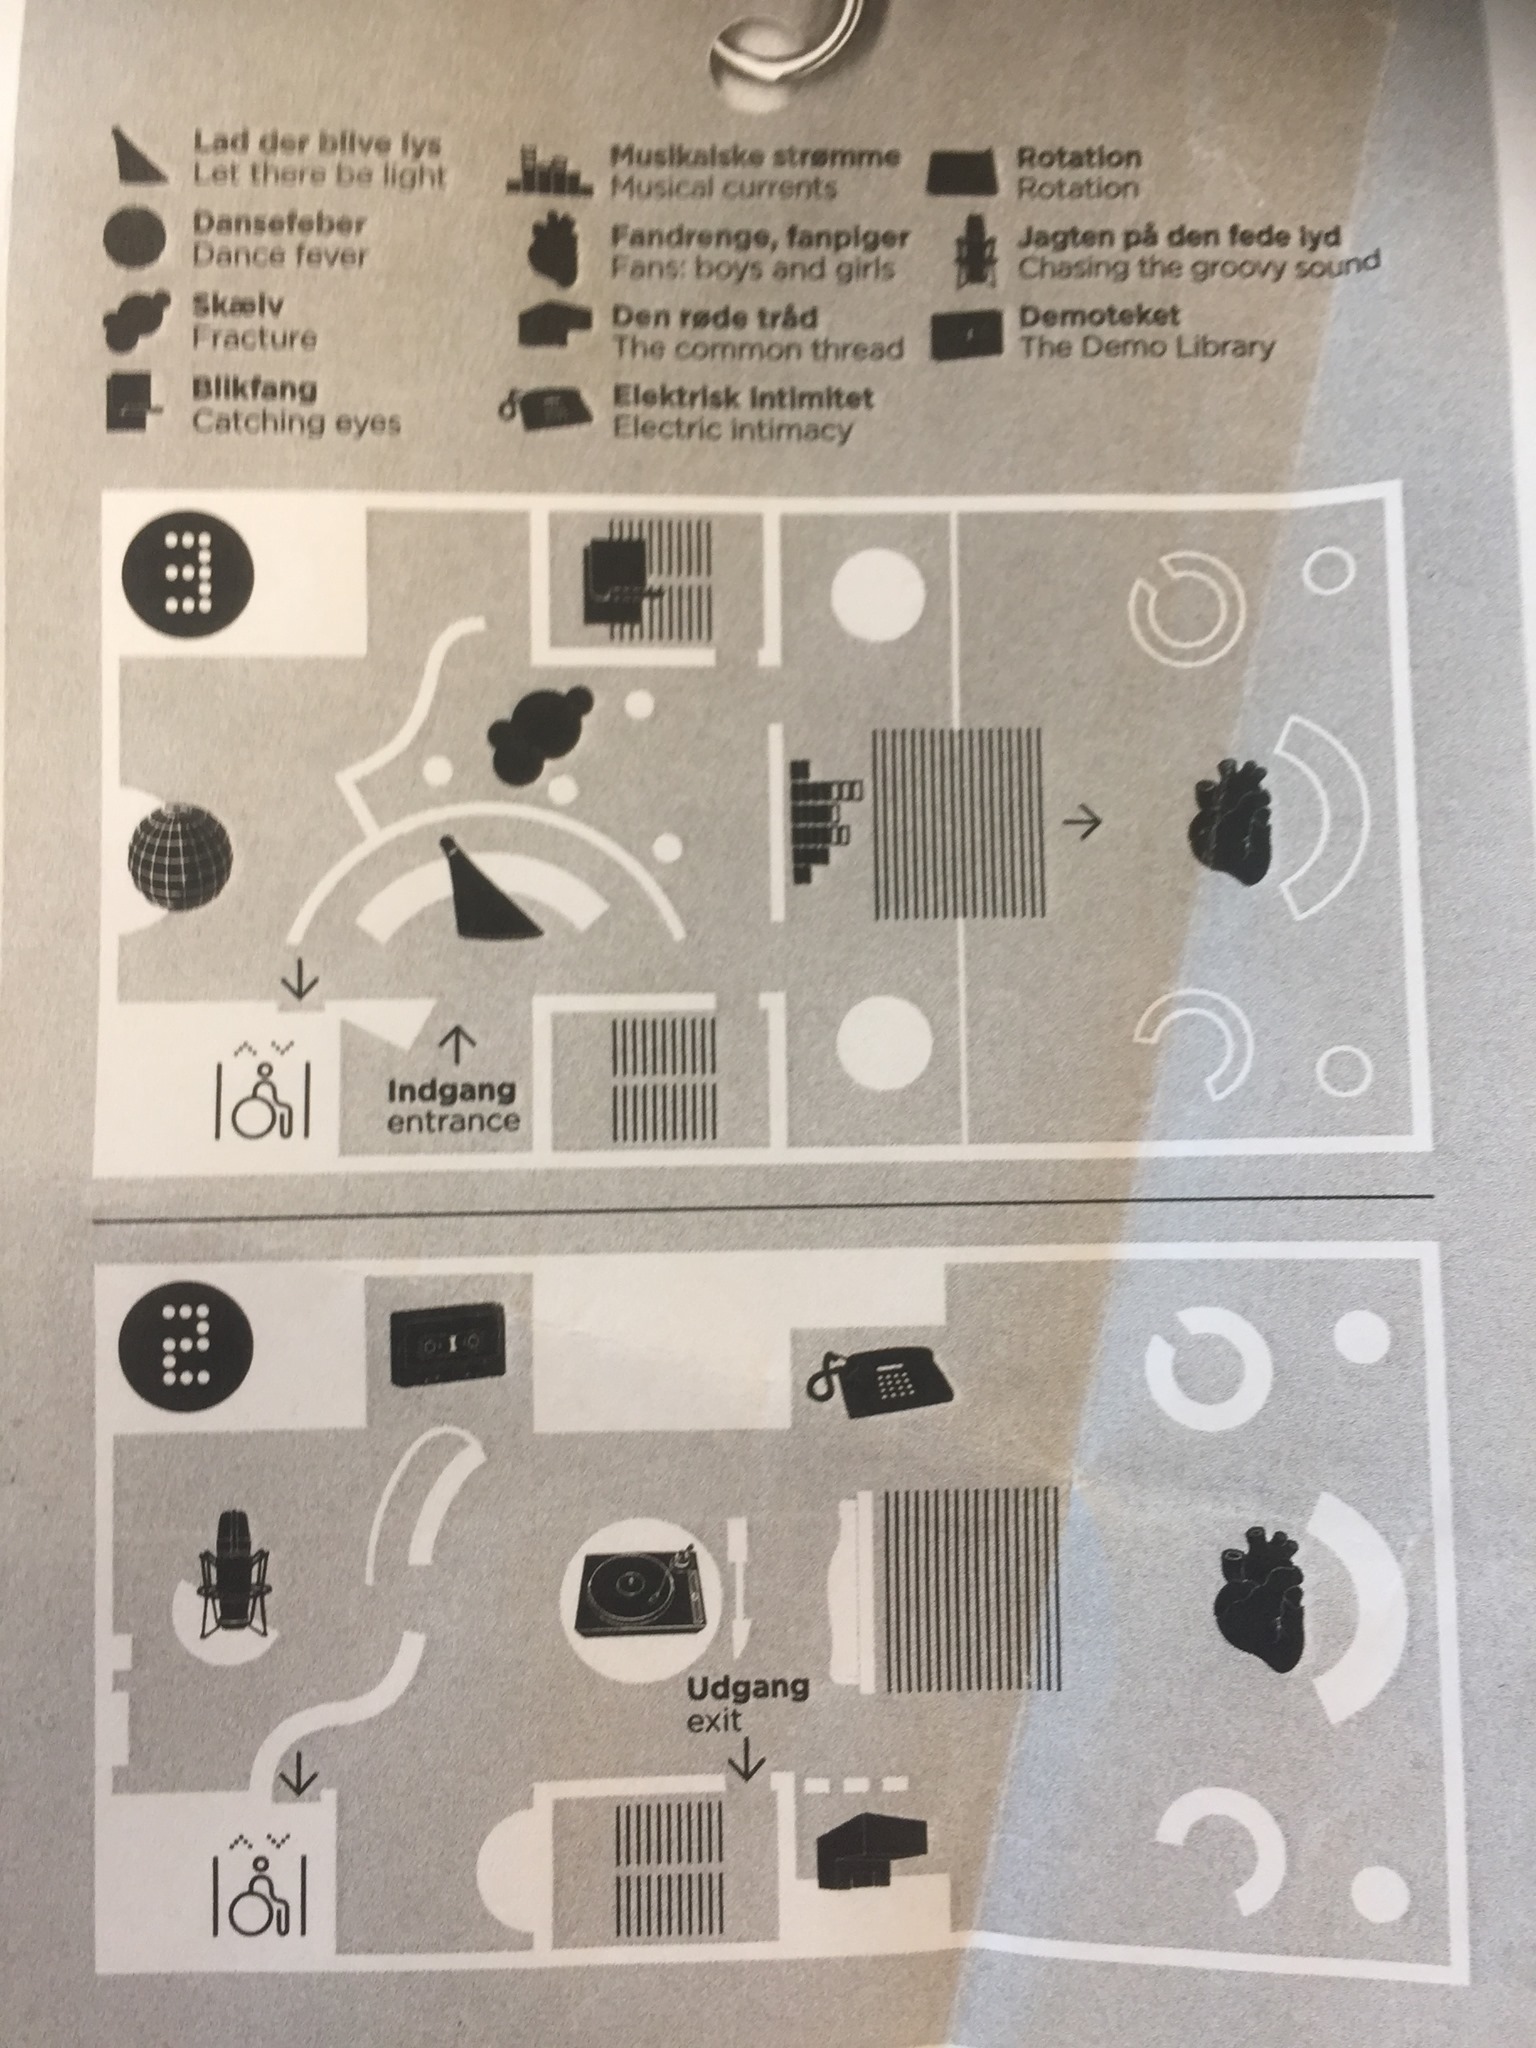 Lad der blive lys
Let there be light
Dansefeber
Dance fever
Skælv
Fracture
Blikfang
Catching eyes
Musikalske strømme
Musical currents
Fandrenge, fanpiger
Fans: boys and girls
Den røde tråd
The common thread
Elektrisk intimitet
Electric intimacy
Rotation
Rotation
Jagten på den fede lyd
Chasing the groovy sound
Demoteket
The Demo Library
3
Indgang
entrance
2
Udgang
exit